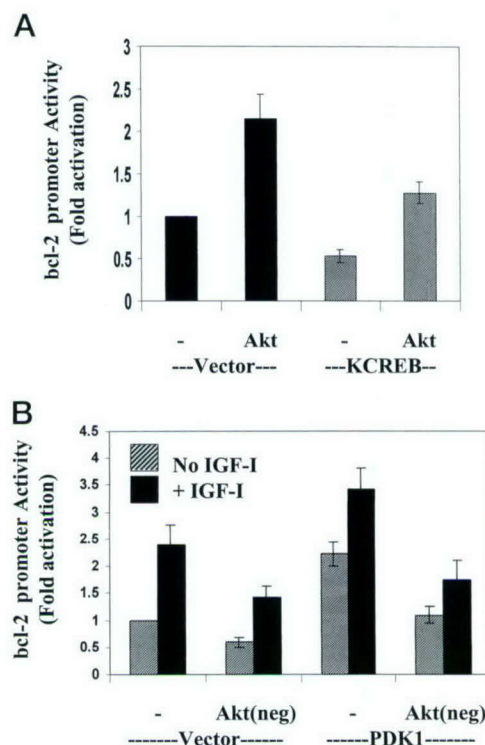 A
bcl-2 promoter Activity
(Fold activation)
3
2.5
2
1.5
1
0.5
0
- Akt - Akt
---Vector--- ---KCREB--
B
bcl-2 promoter Activity
(Fold activation)
4.5
4
3.5
3
2.5
2
1.5
1
0.5
0
No IGF-I
+ IGF-I
- Akt(neg) - Akt(neg)
-------Vector------- ------PDK1-------